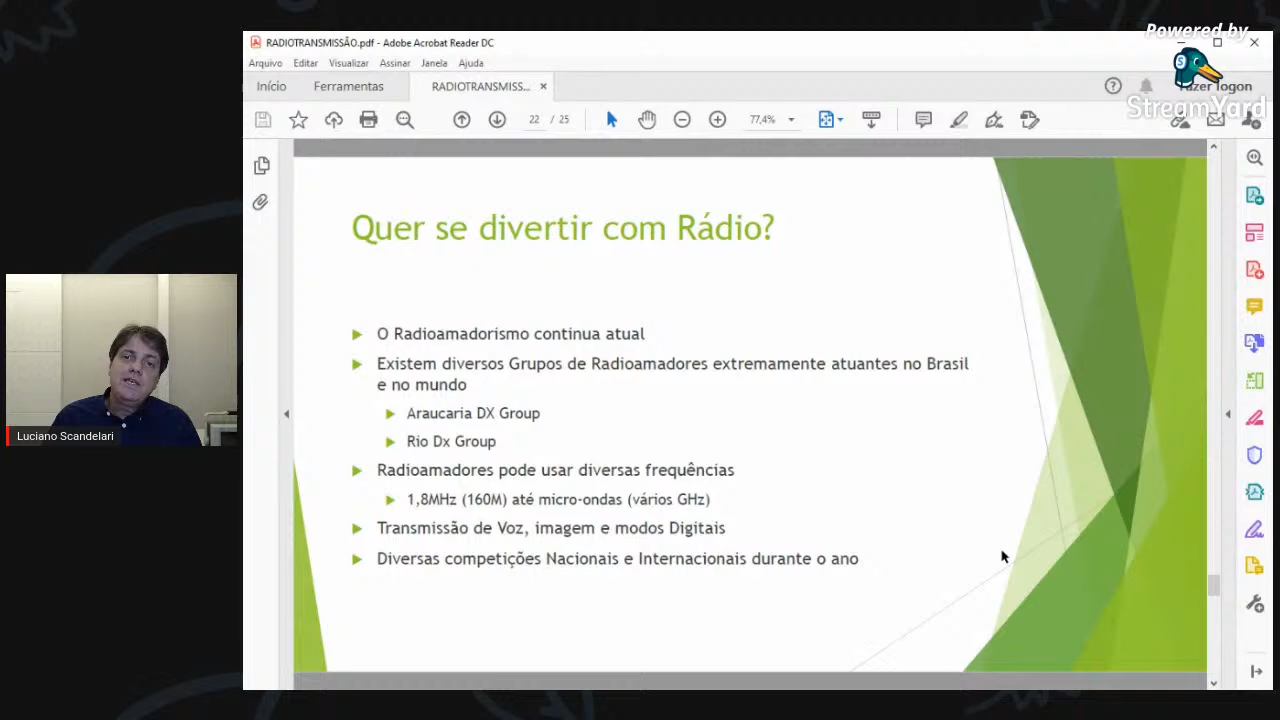 Powered by
StreamYard
RADIOTRANSMISSÃO.pdf - Adobe Acrobat Reader DC
Arquivo Editar Visualizar Assinar Janela Ajuda
Início Ferramentas RADIOTRANSMISS... × Fazer logon
22 / 25 77,4%
Quer se divertir com Rádio?
O Radioamadorismo continua atual
Existem diversos Grupos de Radioamadores extremamente atuantes no Brasil
e no mundo
Araucaria DX Group
Rio Dx Group
Radioamadores pode usar diversas frequências
1,8MHz (160M) até micro-ondas (vários GHz)
Transmissão de Voz, imagem e modos Digitais
Diversas competições Nacionais e Internacionais durante o ano
Luciano Scandelari